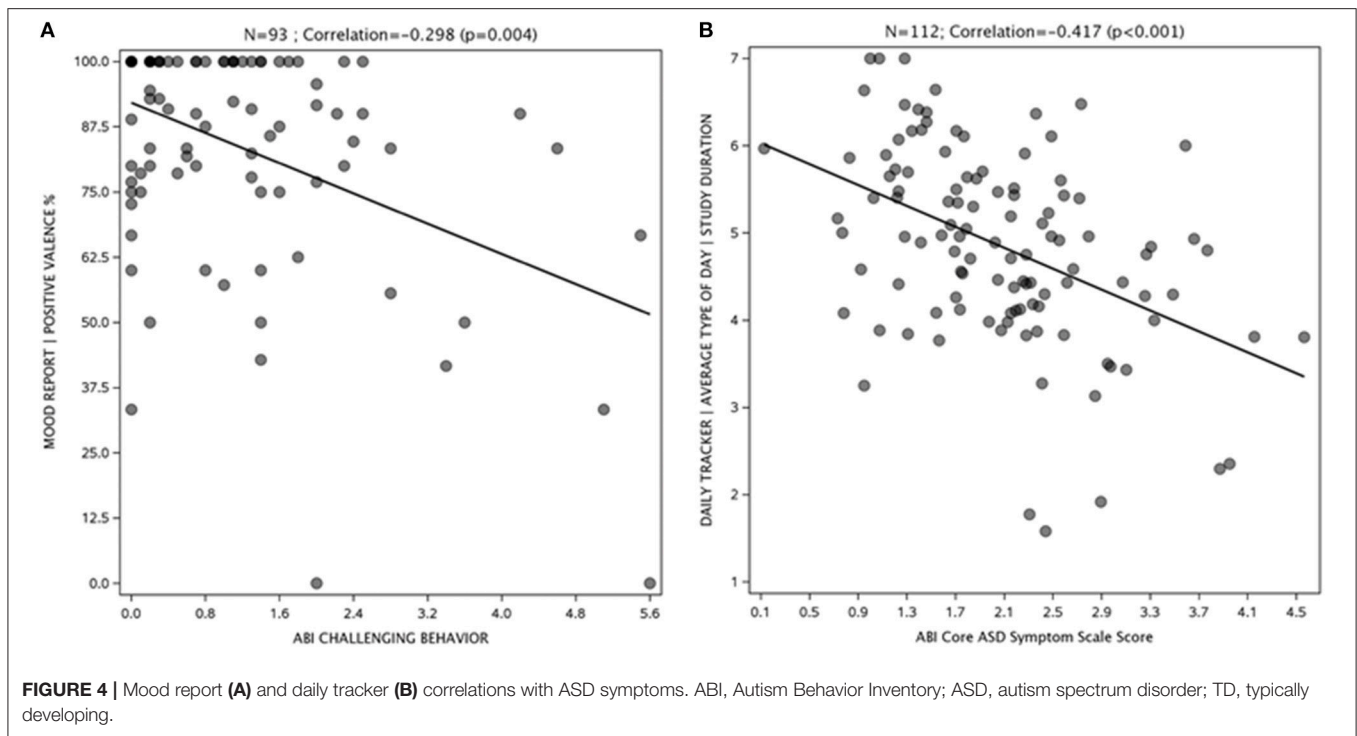 A
N=93 ; Correlation=-0.298 (p=0.004)
MOOD REPORT | POSITIVE VALENCE %
100.0
87.5
75.0
62.5
50.0
37.5
25.0
12.5
0.0
0.0 0.8 1.6 2.4 3.2 4.0 4.8 5.6
ABI CHALLENGING BEHAVIOR
B
N=112; Correlation=-0.417 (p<0.001)
DAILY TRACKER | AVERAGE TYPE OF DAY | STUDY DURATION
7
6
5
4
3
2
1
0.1 0.5 0.9 1.3 1.7 2.1 2.5 2.9 3.3 3.7 4.1 4.5
ABI Core ASD Symptom Scale Score
FIGURE 4 | Mood report (A) and daily tracker (B) correlations with ASD symptoms. ABI, Autism Behavior Inventory; ASD, autism spectrum disorder; TD, typically
developing.